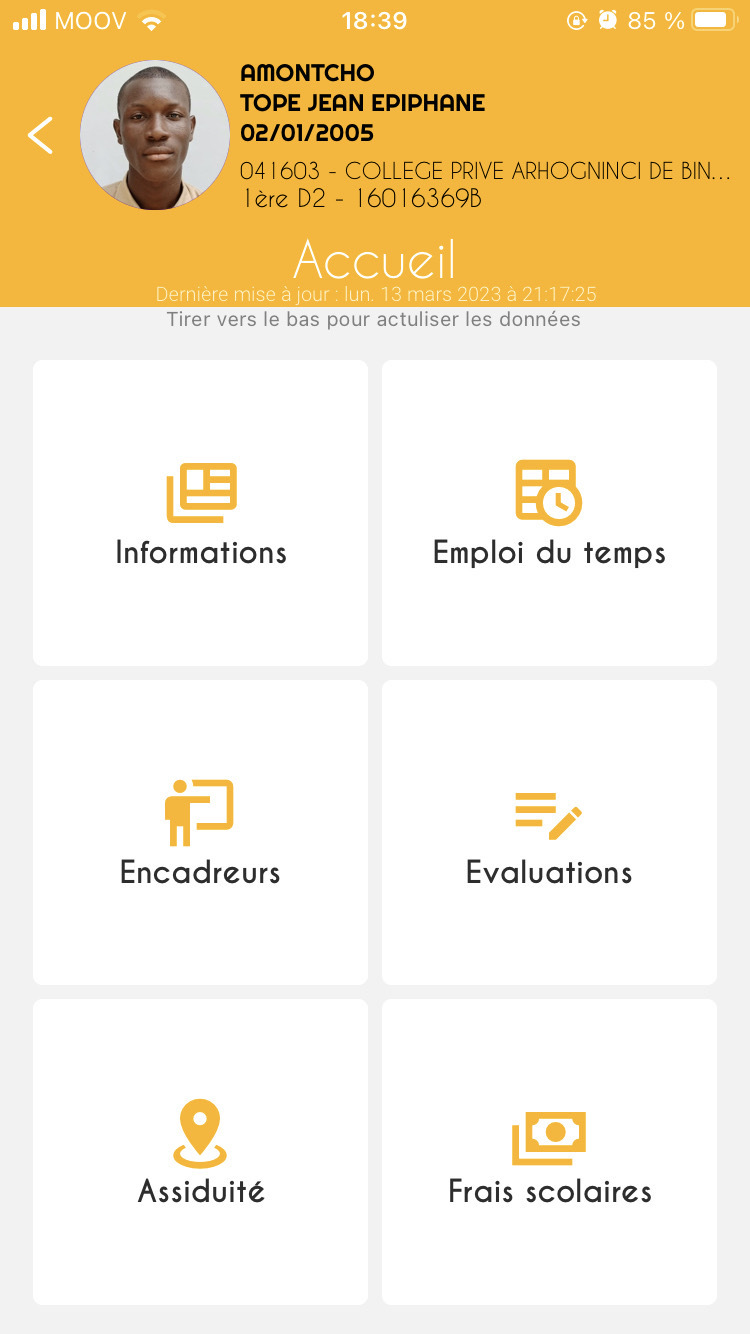 MOOV 18:39 85 %
AMONTCHO
TOPE JEAN EPIPHANE
02/01/2005
041603 - COLLEGE PRIVE ARHOGNINCI DE BIN...
1ère D2 - 16016369B
Accueil
Dernière mise à jour : lun. 13 mars 2023 à 21:17:25
Tirer vers le bas pour actuliser les données
Informations
Emploi du temps
Encadreurs
Evaluations
Assiduité
Frais scolaires